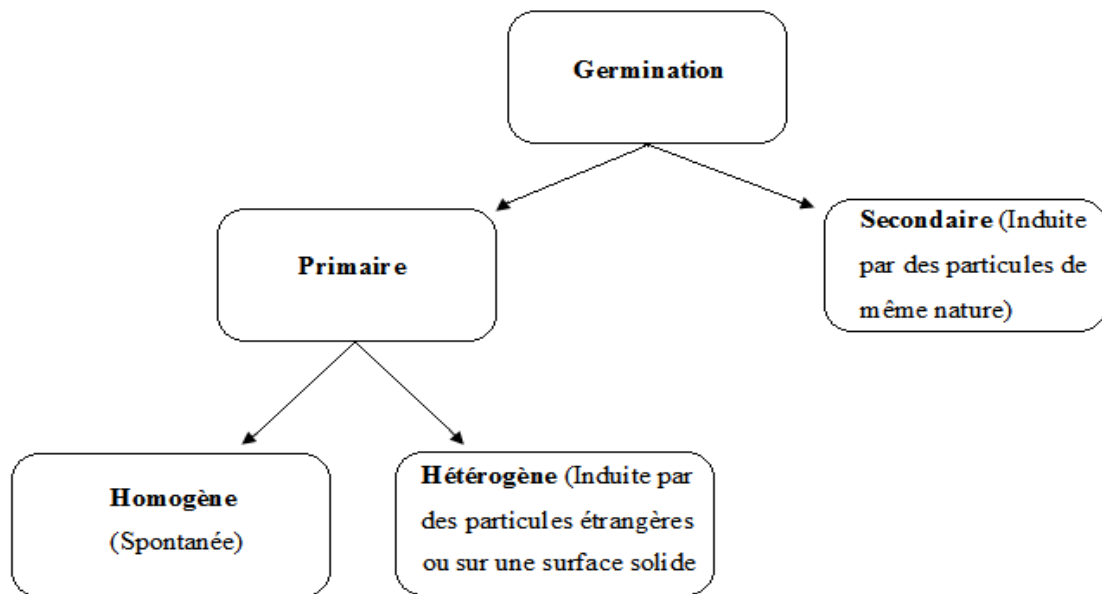 Germination
Primaire
Secondaire (Induite
par des particules de
même nature)
Homogène
(Spontanée)
Hétérogène (Induite par
des particules étrangères
ou sur une surface solide